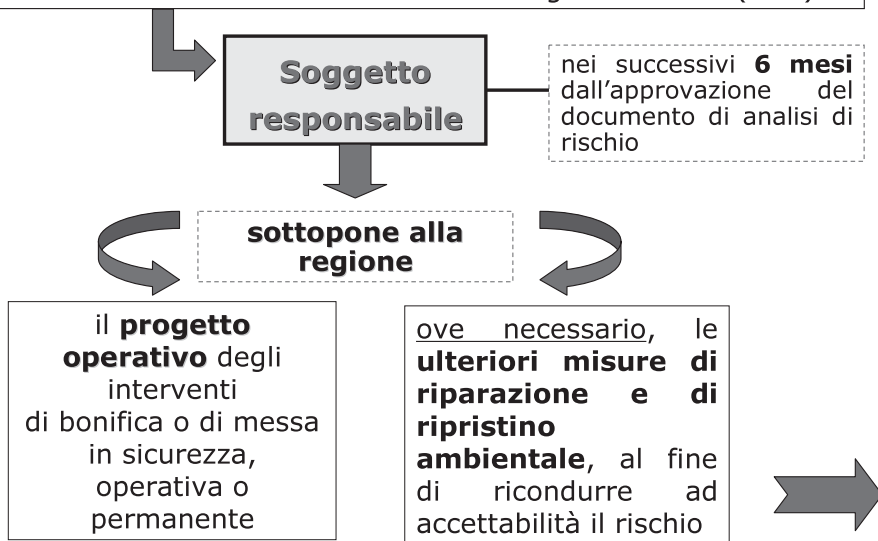 Soggetto
responsabile
nei successivi 6 mesi
dall'approvazione del
documento di analisi di
rischio
sottopone alla
regione
il progetto
operativo degli
interventi
di bonifica o di messa
in sicurezza,
operativa o
permanente
ove necessario, le
ulteriori misure di
riparazione e di
ripristino
ambientale, al fine
di ricondurre ad
accettabilità il rischio